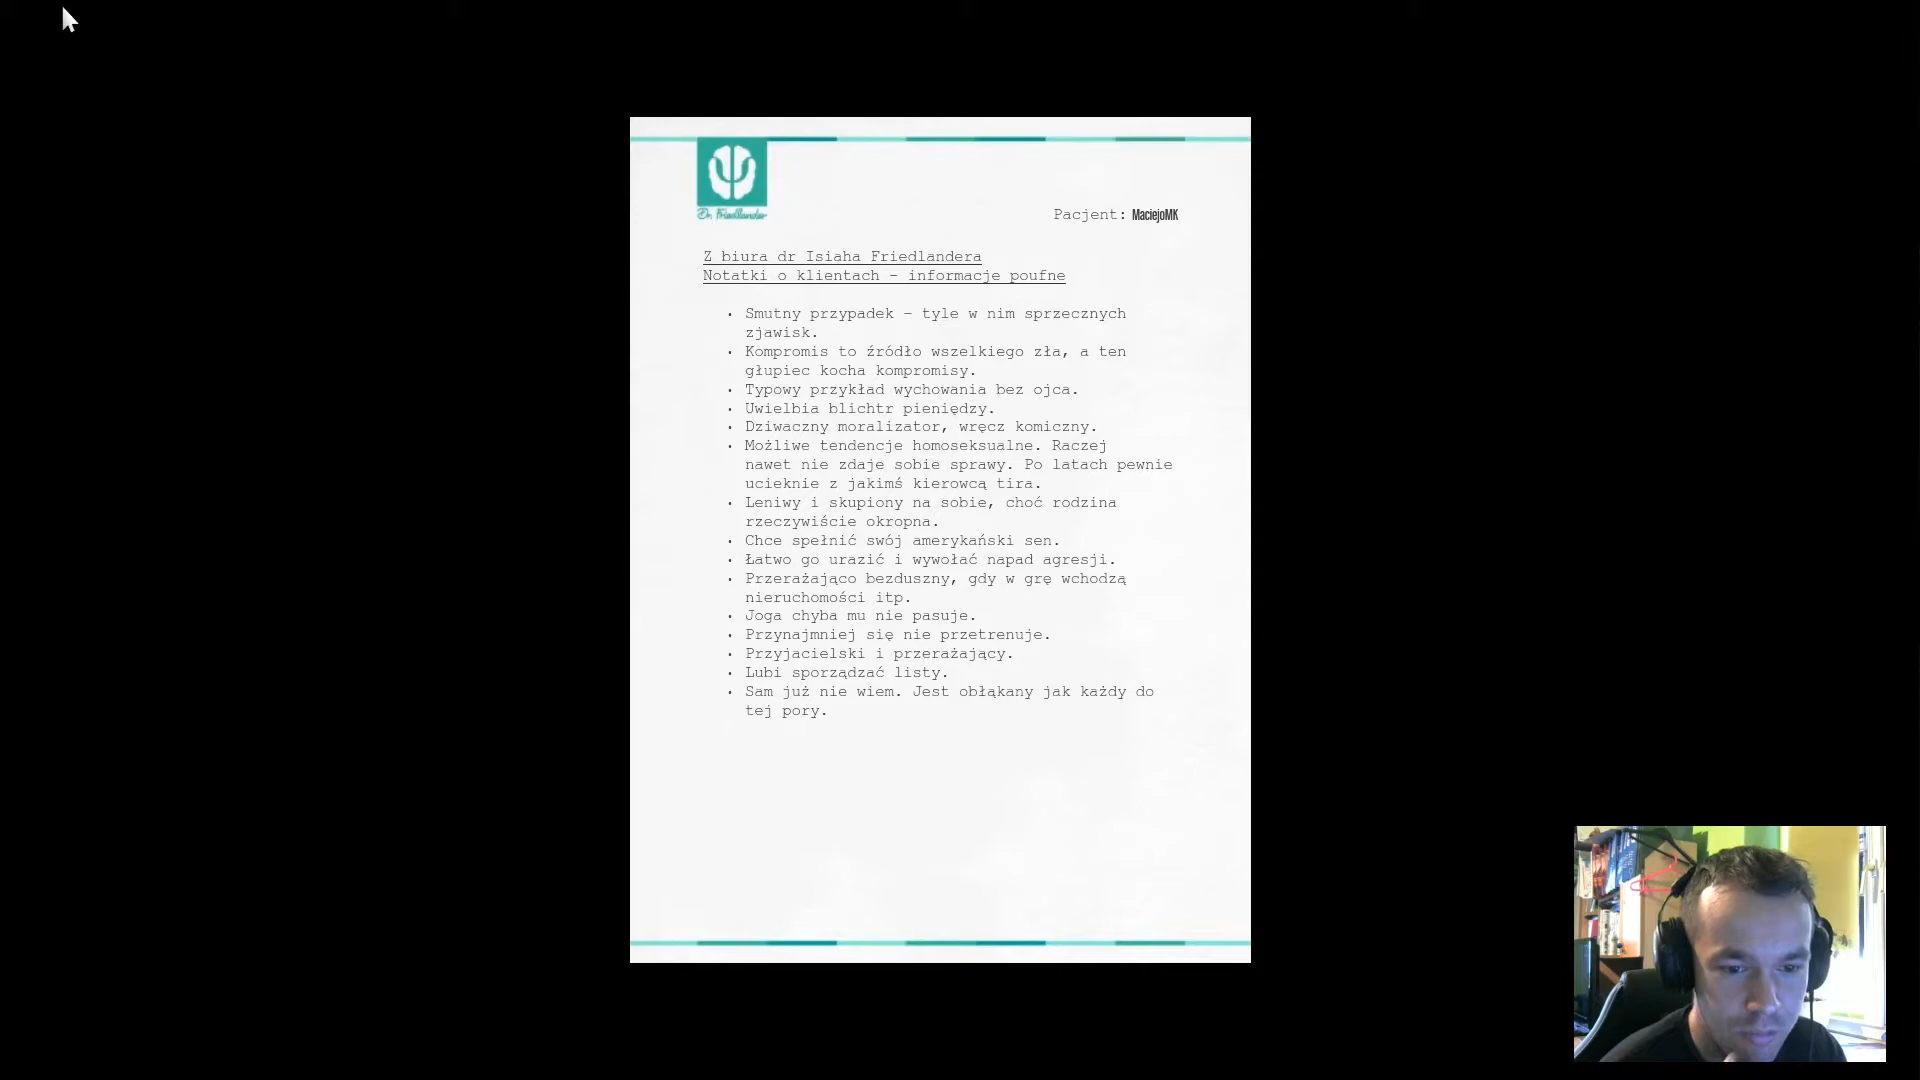 Dr. Friedlander
Pacjent: MaciejoMK
Z biura dr Isiaha Friedlandera
Notatki o klientach – informacje poufne
• Smutny przypadek – tyle w nim sprzecznych
zjawisk.
• Kompromis to źródło wszelkiego zła, a ten
głupiec kocha kompromisy.
• Typowy przykład wychowania bez ojca.
• Uwielbia blichtr pieniędzy.
• Dziwaczny moralizator, wręcz komiczny.
• Możliwe tendencje homoseksualne. Raczej
nawet nie zdaje sobie sprawy. Po latach pewnie
ucieknie z jakimś kierowcą tira.
• Leniwy i skupiony na sobie, choć rodzina
rzeczywiście okropna.
• Chce spełnić swój amerykański sen.
• Łatwo go urazić i wywołać napad agresji.
• Przerażająco bezduszny, gdy w grę wchodzą
nieruchomości itp.
• Joga chyba mu nie pasuje.
• Przynajmniej się nie przetrenuje.
• Przyjacielski i przerażający.
• Lubi sporządzać listy.
• Sam już nie wiem. Jest obłąkany jak każdy do
tej pory.